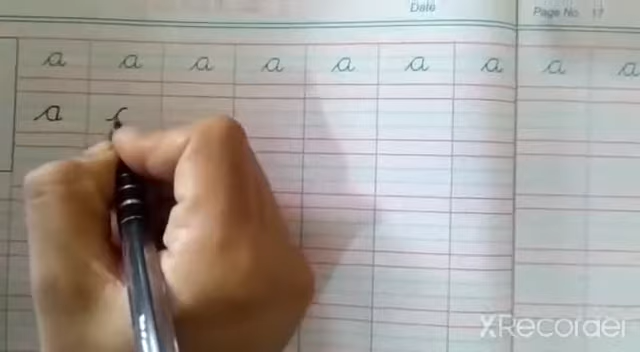 Date
Page No. 17
a a a a a a a a a
a
XRecorder